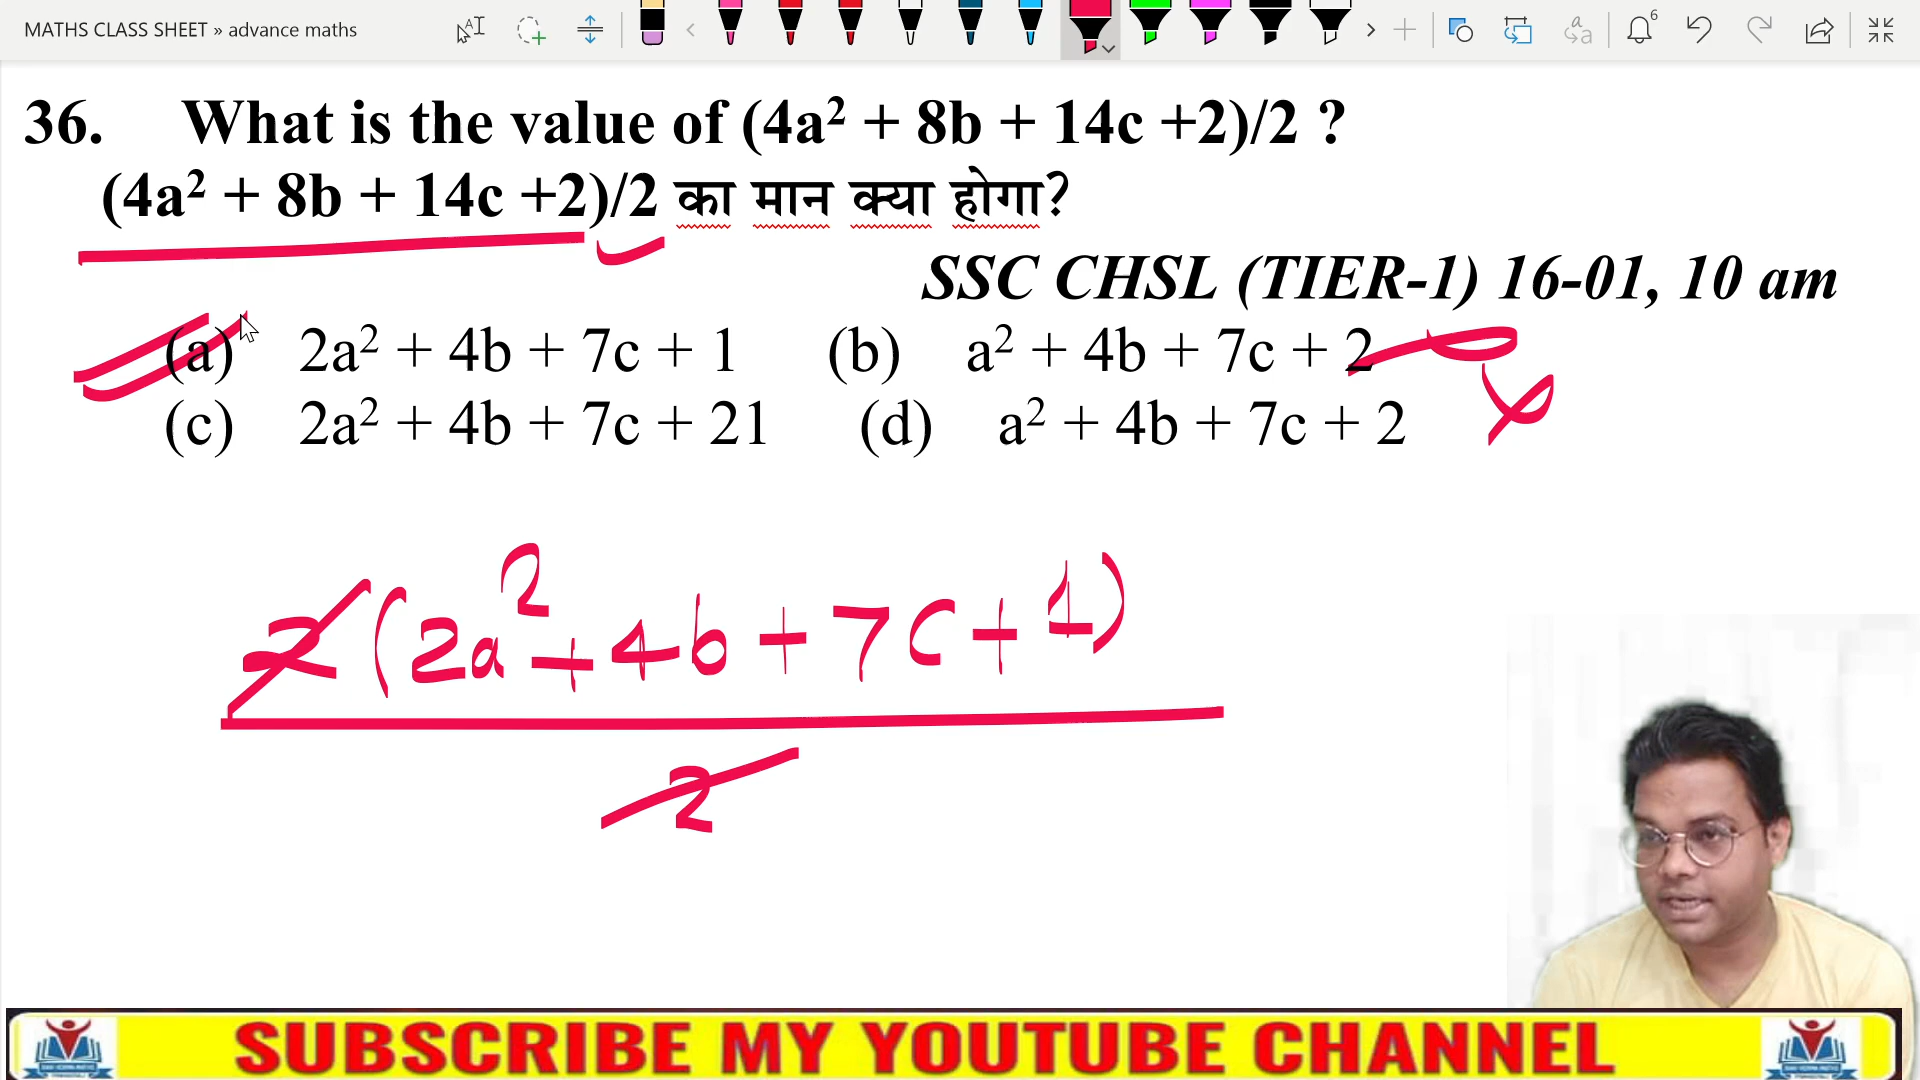 MATHS CLASS SHEET » advance maths
6
36. What is the value of (4a² + 8b + 14c +2)/2 ?
(4a² + 8b + 14c +2)/2 का मान क्या होगा?
SSC CHSL (TIER-1) 16-01, 10 am
(a) 2a² + 4b + 7c + 1 (b) a² + 4b + 7c + 2
(c) 2a² + 4b + 7c + 21 (d) a² + 4b + 7c + 2
2(2a²+4b+7c+1)
2
SUBSCRIBE MY YOUTUBE CHANNEL